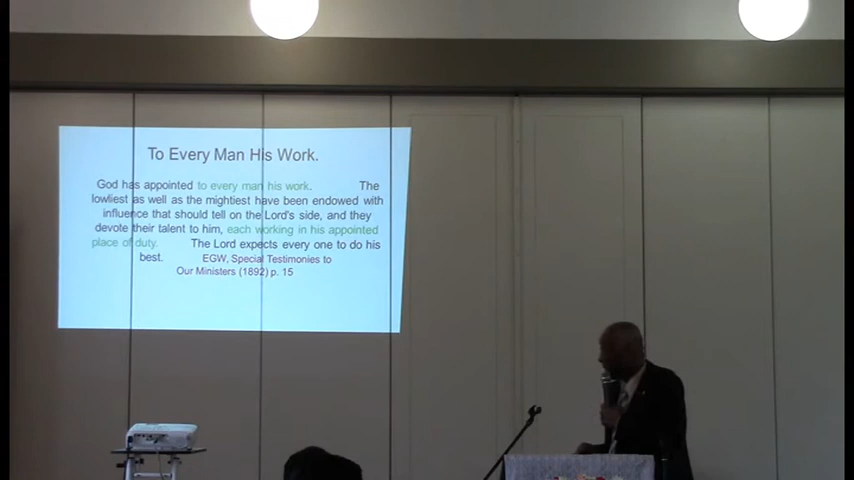 To Every Man His Work.
God has appointed to every man his work. The
lowliest as well as the mightiest have been endowed with
influence that should tell on the Lord's side, and they
devote their talent to him, each working in his appointed
place of duty. The Lord expects every one to do his
best. EGW, Special Testimonies to
Our Ministers (1892) p. 15